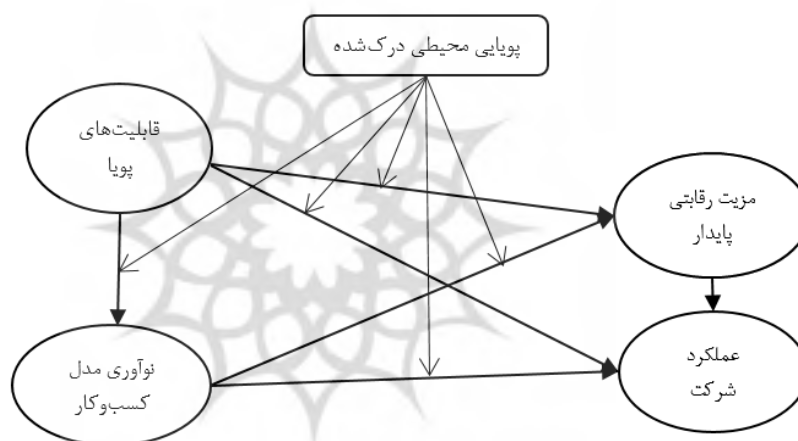 پویایی محیطی درک‌شده
قابلیت‌های
پویا
مزیت رقابتی
پایدار
نوآوری مدل
کسب‌وکار
عملکرد
شرکت